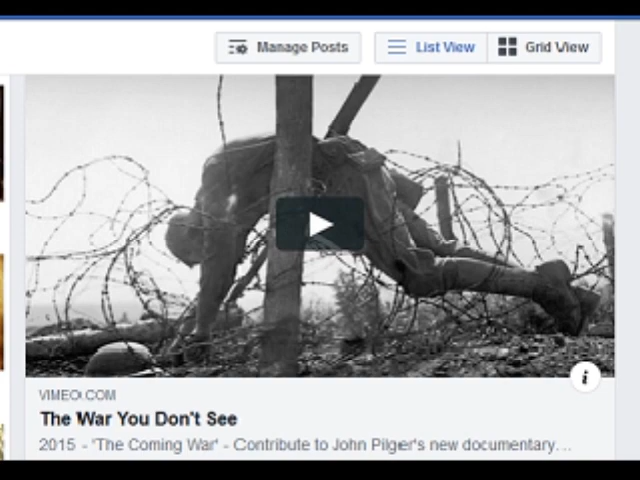 Manage Posts List View Grid View
VIMEO.COM
The War You Don't See
2015 - 'The Coming War' - Contribute to John Pilger's new documentary...